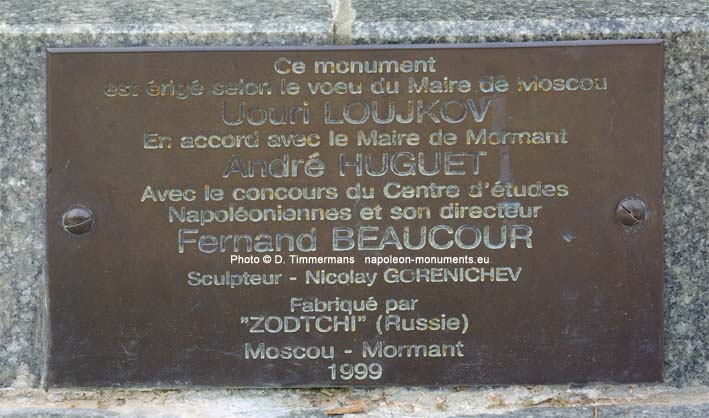 Ce monument
est érigé selon le voeu du Maire de Moscou
Uouri LOUJKOV
En accord avec le Maire de Mormant
André HUGUET
Avec le concours du Centre d'études
Napoléoniennes et son directeur
Fernand BEAUCOUR
Photo © D. Timmermans napoleon-monuments.eu
Sculpteur - Nicolay GORENICHEV
Fabriqué par
"ZODTCHI" (Russie)
Moscou - Mormant
1999